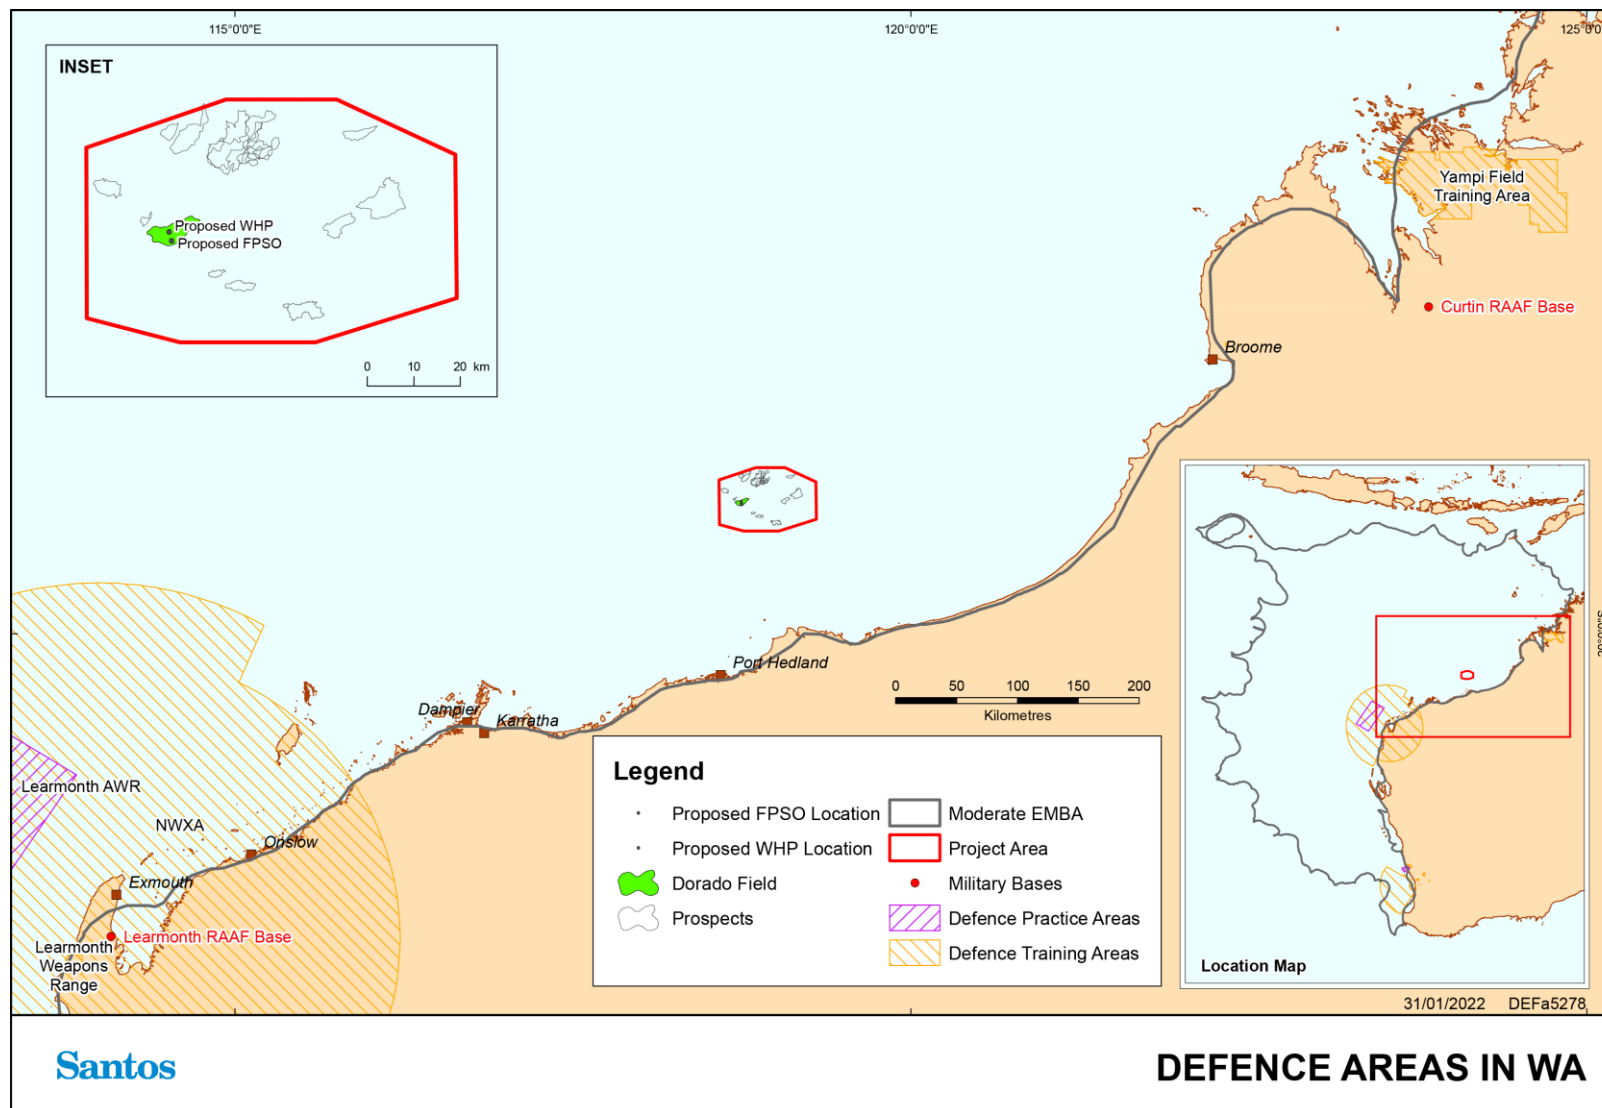 115°0'0"E
120°0'0"E
125°0'0
INSET
Proposed WHP
Proposed FPSO
0 10 20 km
Yampi Field
Training Area
Curtin RAAF Base
Broome
Port Hedland
Dampier
Karratha
0 50 100 150 200
Kilometres
Learmonth AWR
NWXA
Onslow
Exmouth
Learmonth RAAF Base
Learmonth
Weapons
Range
Legend
Proposed FPSO Location
Proposed WHP Location
Dorado Field
Prospects
Moderate EMBA
Project Area
Military Bases
Defence Practice Areas
Defence Training Areas
Location Map
31/01/2022 DEFa5278
Santos
DEFENCE AREAS IN WA